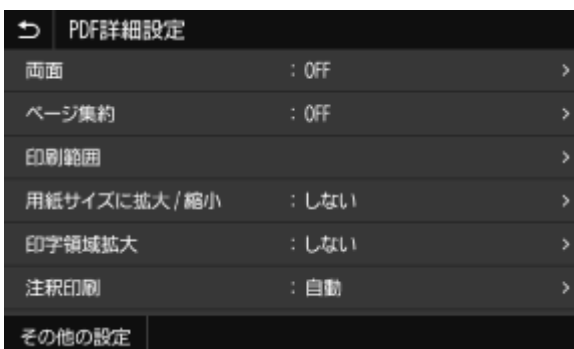 PDF詳細設定
両面 : OFF
ページ集約 : OFF
印刷範囲
用紙サイズに拡大/縮小 : しない
印字領域拡大 : しない
注釈印刷 : 自動
その他の設定